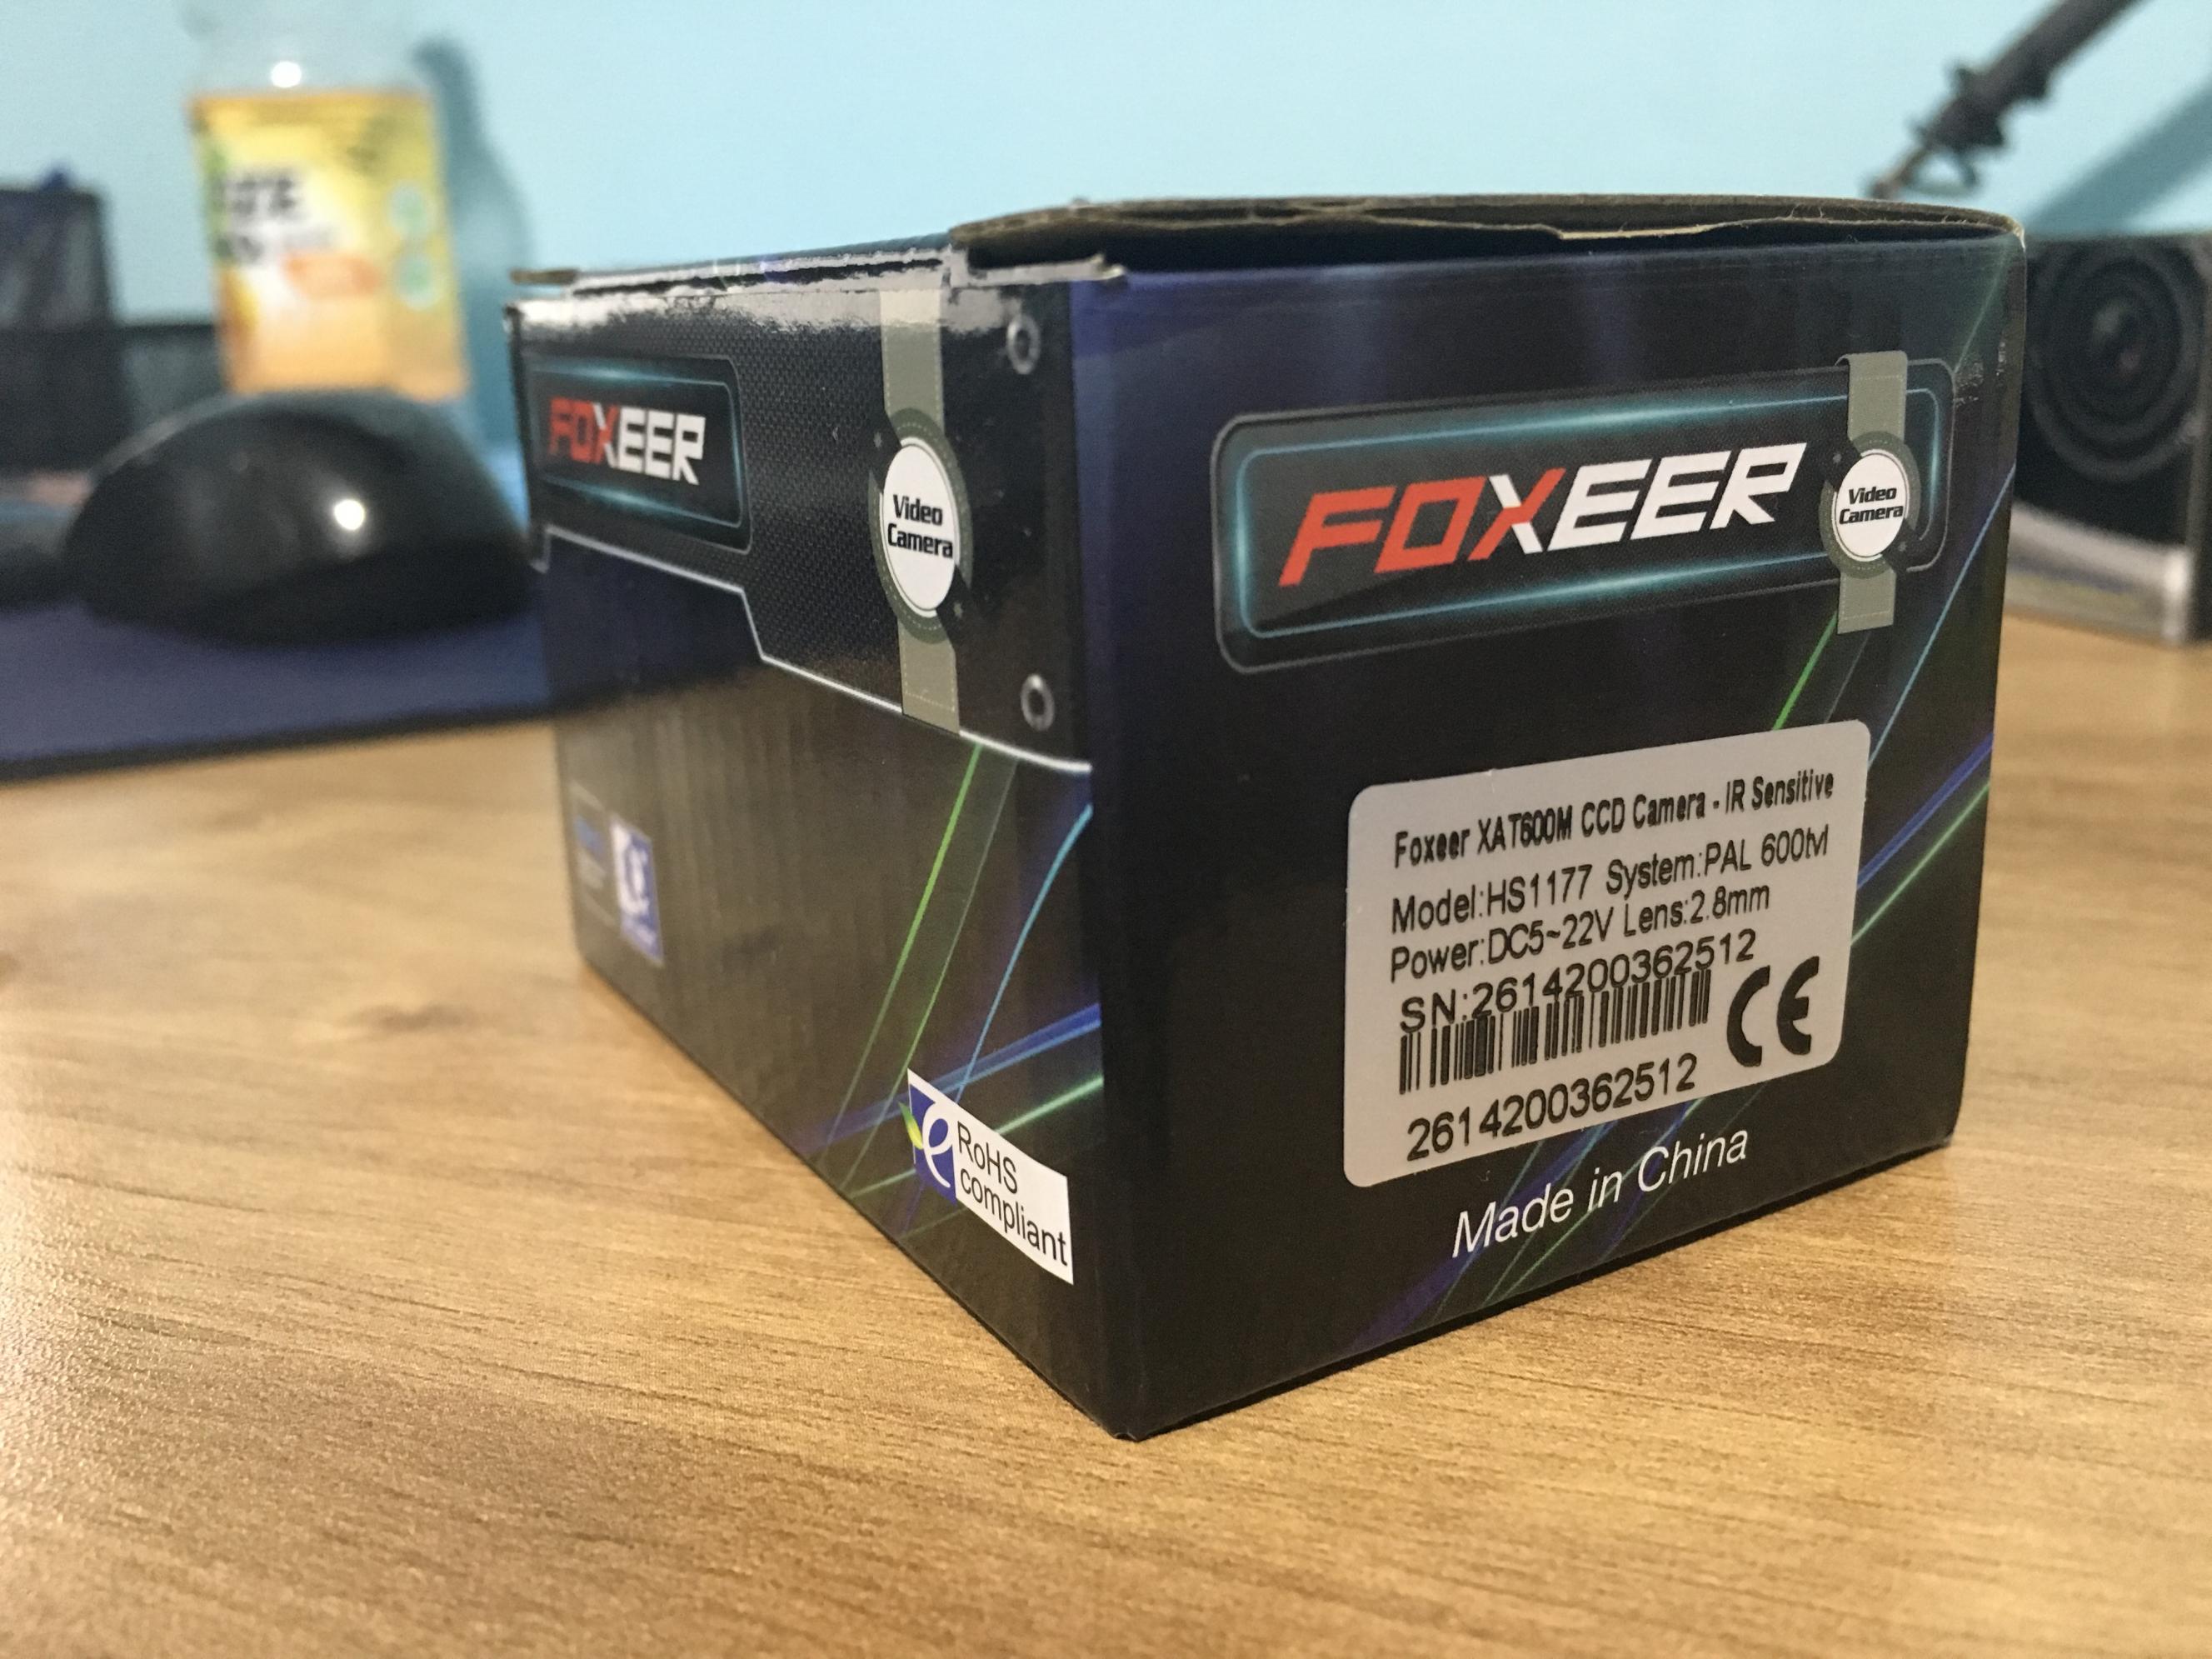 FOXEER
Video
Camera
RoHS
compliant
FOXEER
Video
Camera
Foxeer XAT600M CCD Camera - IR Sensitive
Model:HS1177 System:PAL 600tvl
Power:DC5~22V Lens:2.8mm
SN:2614200362512
CE
2614200362512
Made in China